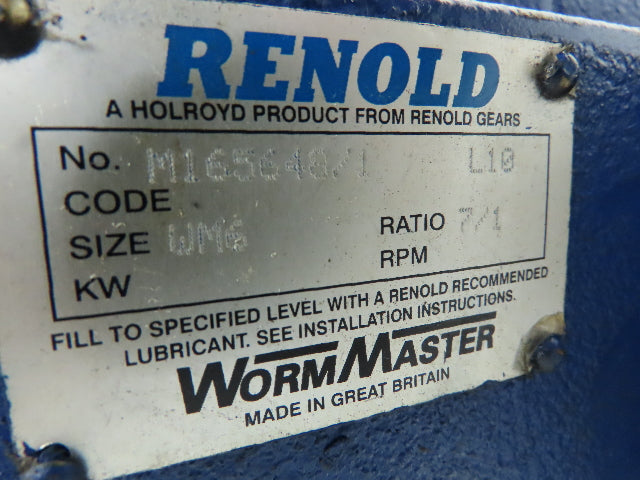 RENOLD
A HOLROYD PRODUCT FROM RENOLD GEARS
No. M165648/1 L10
CODE
SIZE WM6 RATIO 7/1
KW RPM
FILL TO SPECIFIED LEVEL WITH A RENOLD RECOMMENDED
LUBRICANT. SEE INSTALLATION INSTRUCTIONS.
WORMMASTER
MADE IN GREAT BRITAIN